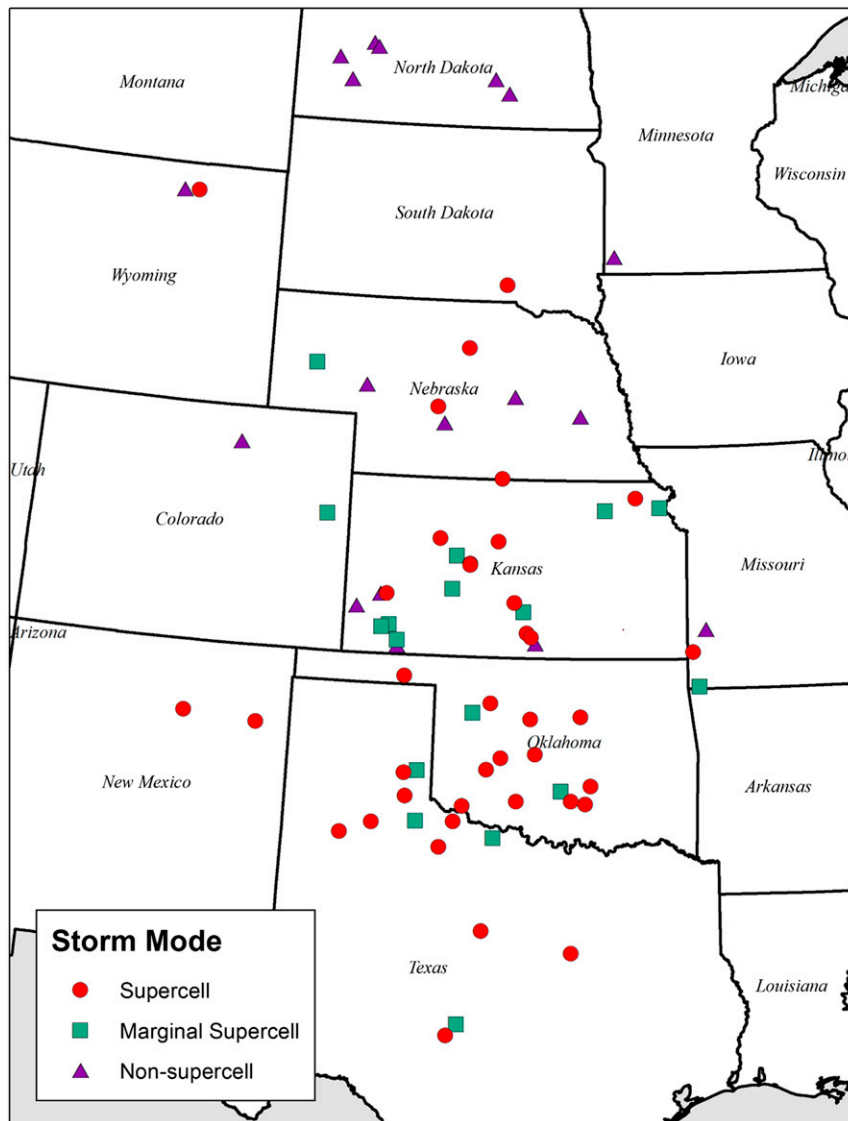 Montana
North Dakota
Michiga
Minnesota
Wisconsin
South Dakota
Wyoming
Iowa
Nebraska
Utah
Illino
Colorado
Kansas
Missouri
Arizona
Oklahoma
New Mexico
Arkansas
Texas
Louisiana
Storm Mode
Supercell
Marginal Supercell
Non-supercell